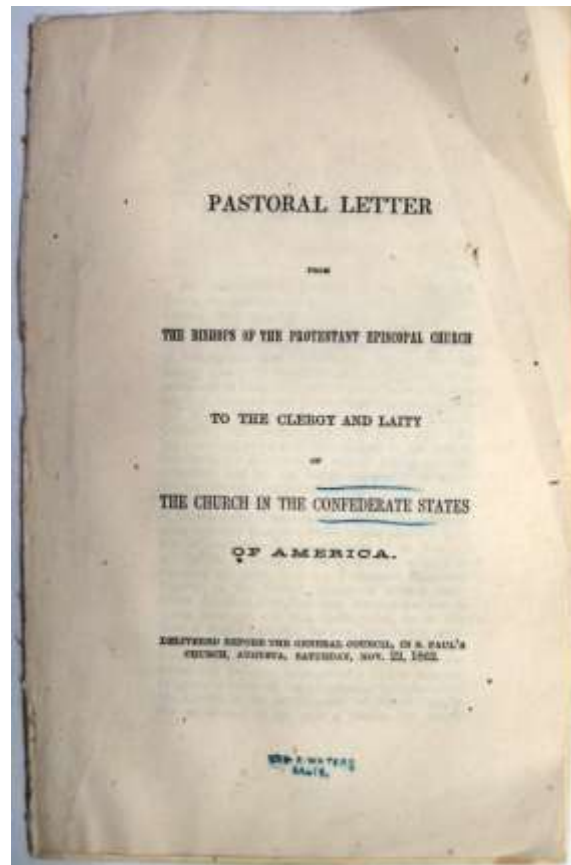 PASTORAL LETTER
FROM
THE BISHOPS OF THE PROTESTANT EPISCOPAL CHURCH
TO THE CLERGY AND LAITY
OF
THE CHURCH IN THE CONFEDERATE STATES
OF AMERICA.
DELIVERED BEFORE THE GENERAL COUNCIL, IN S. PAUL'S
CHURCH, AUGUSTA, SATURDAY, NOV. 22, 1862.
WATERS